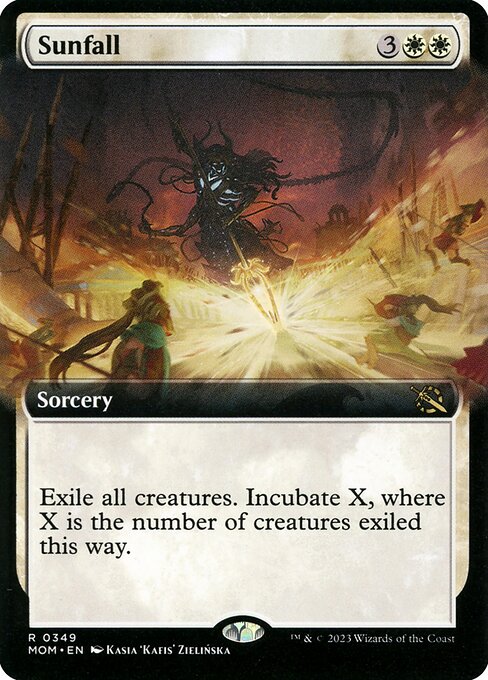 Sunfall 3
Sorcery
Exile all creatures. Incubate X, where
X is the number of creatures exiled
this way.
R 0349
MOM • EN Kasia 'Kafis' Zielińska
™ & © 2023 Wizards of the Coast